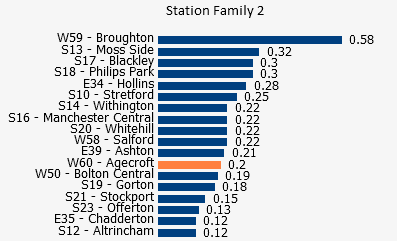 Station Family 2
W59 - Broughton 0.58
S13 - Moss Side 0.32
S17 - Blackley 0.3
S18 - Philips Park 0.3
E34 - Hollins 0.28
S10 - Stretford 0.25
S14 - Withington 0.22
S16 - Manchester Central 0.22
S20 - Whitehill 0.22
W58 - Salford 0.22
E39 - Ashton 0.21
W60 - Agecroft 0.2
W50 - Bolton Central 0.19
S19 - Gorton 0.18
S21 - Stockport 0.15
S23 - Offerton 0.13
E35 - Chadderton 0.12
S12 - Altrincham 0.12